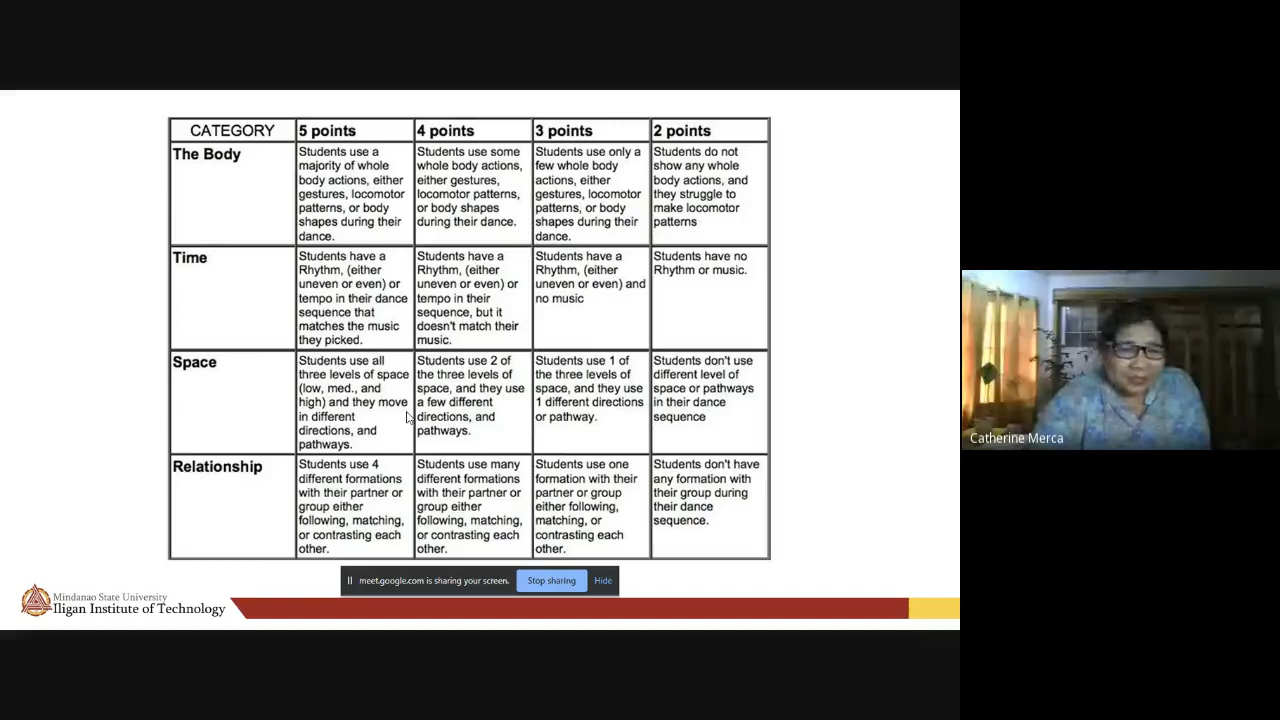 CATEGORY 5 points 4 points 3 points 2 points
The Body
Students use a
majority of whole
body actions, either
gestures, locomotor
patterns, or body
shapes during their
dance.
Students use some
whole body actions,
either gestures,
locomotor patterns,
or body shapes
during their dance.
Students use only a
few whole body
actions, either
gestures, locomotor
patterns, or body
shapes during their
dance.
Students do not
show any whole
body actions, and
they struggle to
make locomotor
patterns
Time
Students have a
Rhythm, (either
uneven or even) or
tempo in their dance
sequence that
matches the music
they picked.
Students have a
Rhythm, (either
uneven or even) or
tempo in their
sequence, but it
doesn't match their
music.
Students have a
Rhythm, (either
uneven or even) and
no music
Students have no
Rhythm or music.
Space
Students use all
three levels of space
(low, med., and
high) and they move
in different
directions, and
pathways.
Students use 2 of
the three levels of
space, and they use
a few different
directions, and
pathways.
Students use 1 of
the three levels of
space, and they use
1 different directions
or pathway.
Students don't use
different level of
space or pathways
in their dance
sequence
Relationship
Students use 4
different formations
with their partner or
group either
following, matching,
or contrasting each
other.
Students use many
different formations
with their partner or
group either
following, matching,
or contrasting each
other.
Students use one
formation with their
partner or group
either following,
matching, or
contrasting each
other.
Students don't have
any formation with
their group during
their dance
sequence.
meet.google.com is sharing your screen. Stop sharing Hide
Mindanao State University
Iligan Institute of Technology
Catherine Merca